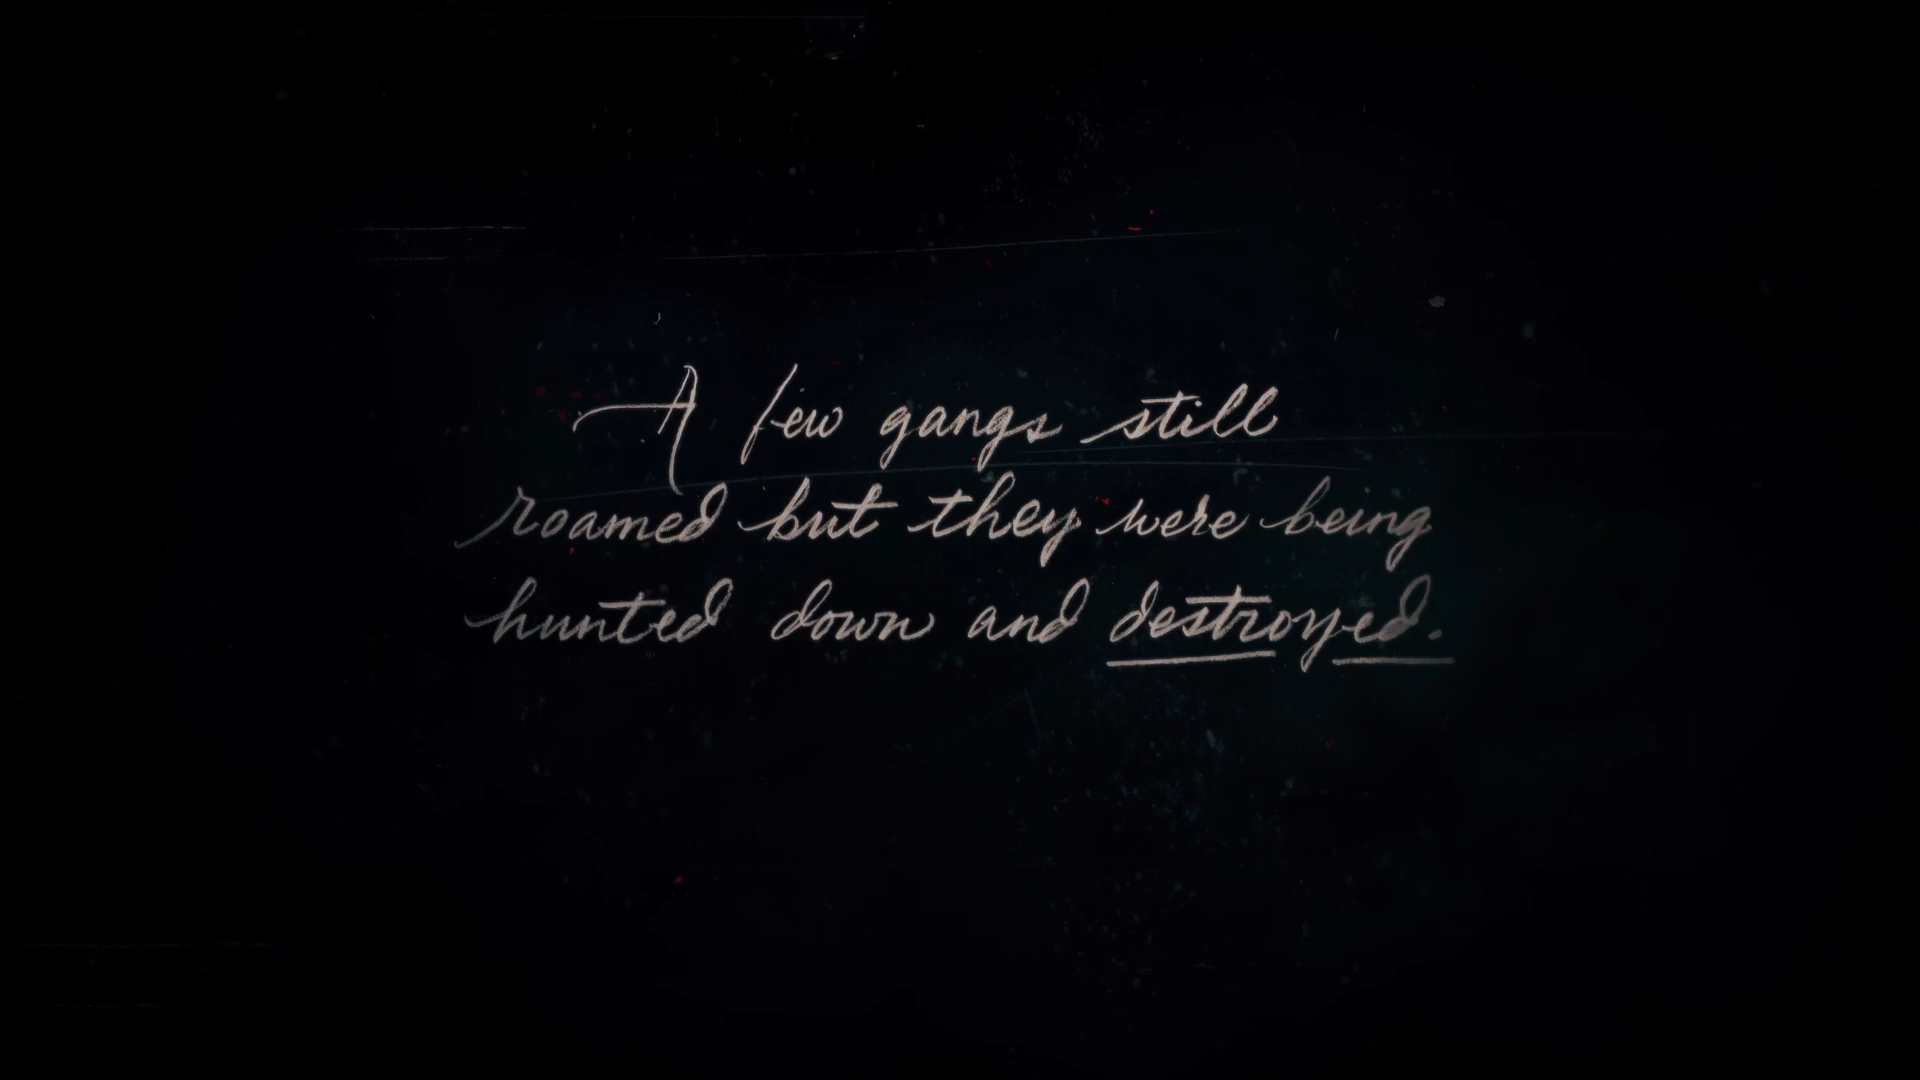 A few gangs still
roamed but they were being
hunted down and destroyed.